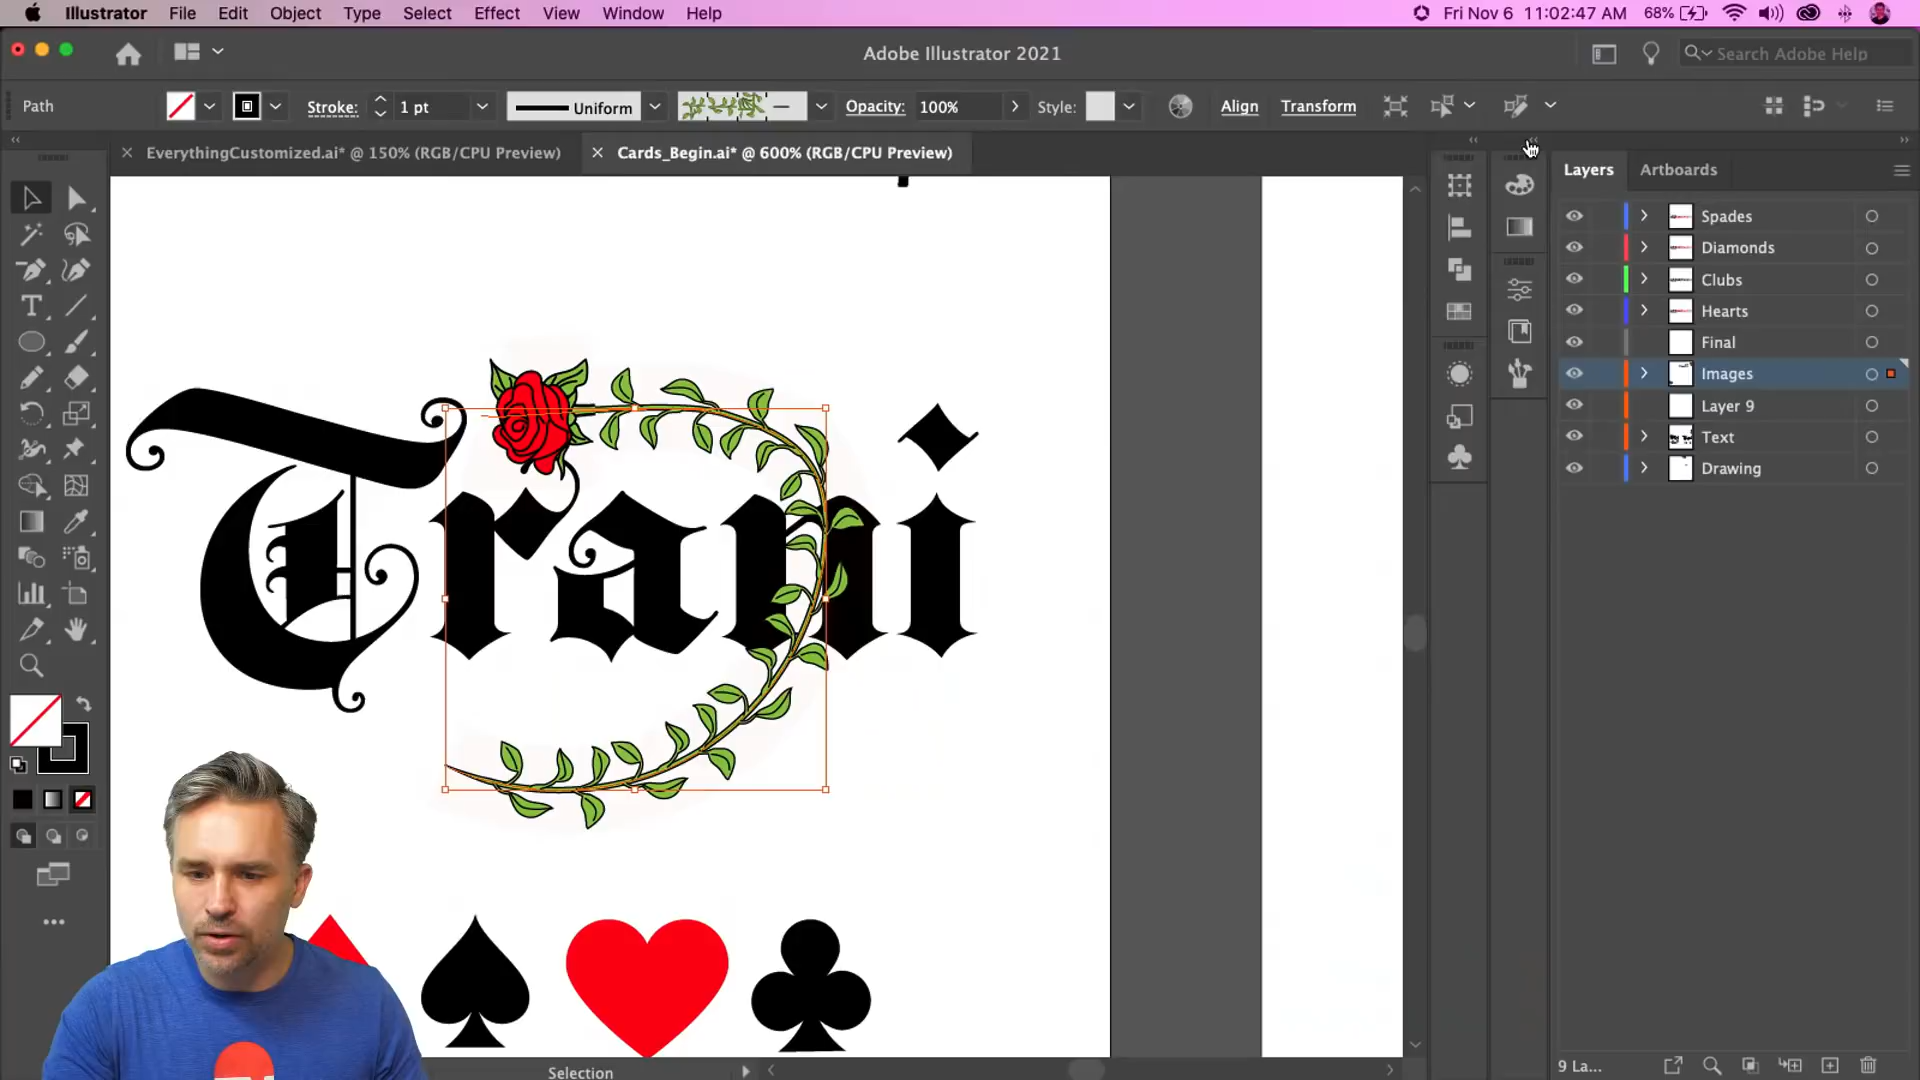 Illustrator File Edit Object Type Select Effect View Window Help
Fri Nov 6 11:02:47 AM 68%
Adobe Illustrator 2021
Search Adobe Help
Path
Stroke: 1 pt
Uniform
Opacity: 100%
Style:
Align Transform
EverythingCustomized.ai* @ 150% (RGB/CPU Preview)
Cards_Begin.ai* @ 600% (RGB/CPU Preview)
Layers Artboards
Spades
Diamonds
Clubs
Hearts
Final
Images
Layer 9
Text
Drawing
Trani
Selection
9 La...